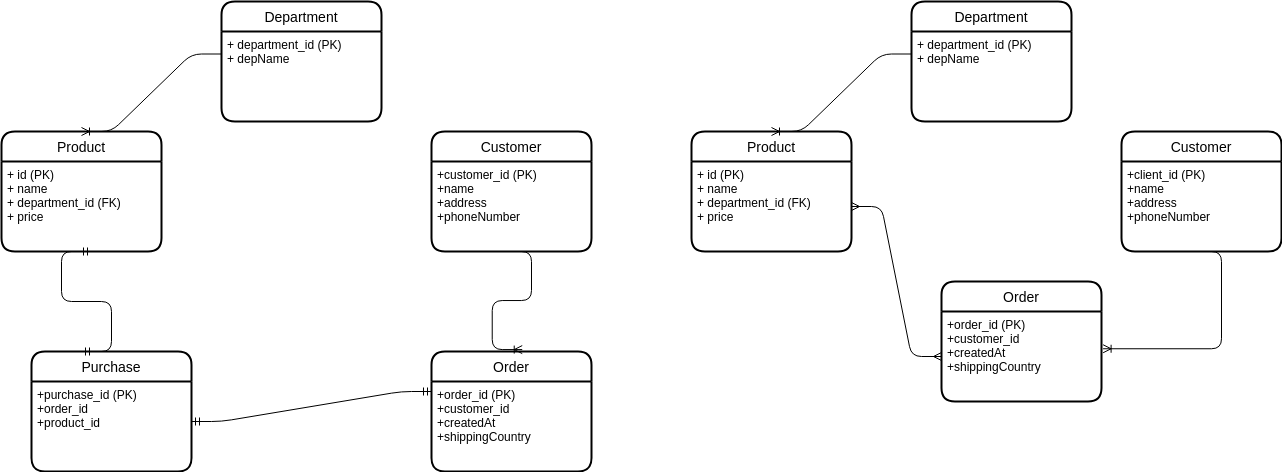 Department
+ department_id (PK)
+ depName
Product
+ id (PK)
+ name
+ department_id (FK)
+ price
Customer
+customer_id (PK)
+name
+address
+phoneNumber
Purchase
+purchase_id (PK)
+order_id
+product_id
Order
+order_id (PK)
+customer_id
+createdAt
+shippingCountry
Department
+ department_id (PK)
+ depName
Product
+ id (PK)
+ name
+ department_id (FK)
+ price
Customer
+client_id (PK)
+name
+address
+phoneNumber
Order
+order_id (PK)
+customer_id
+createdAt
+shippingCountry